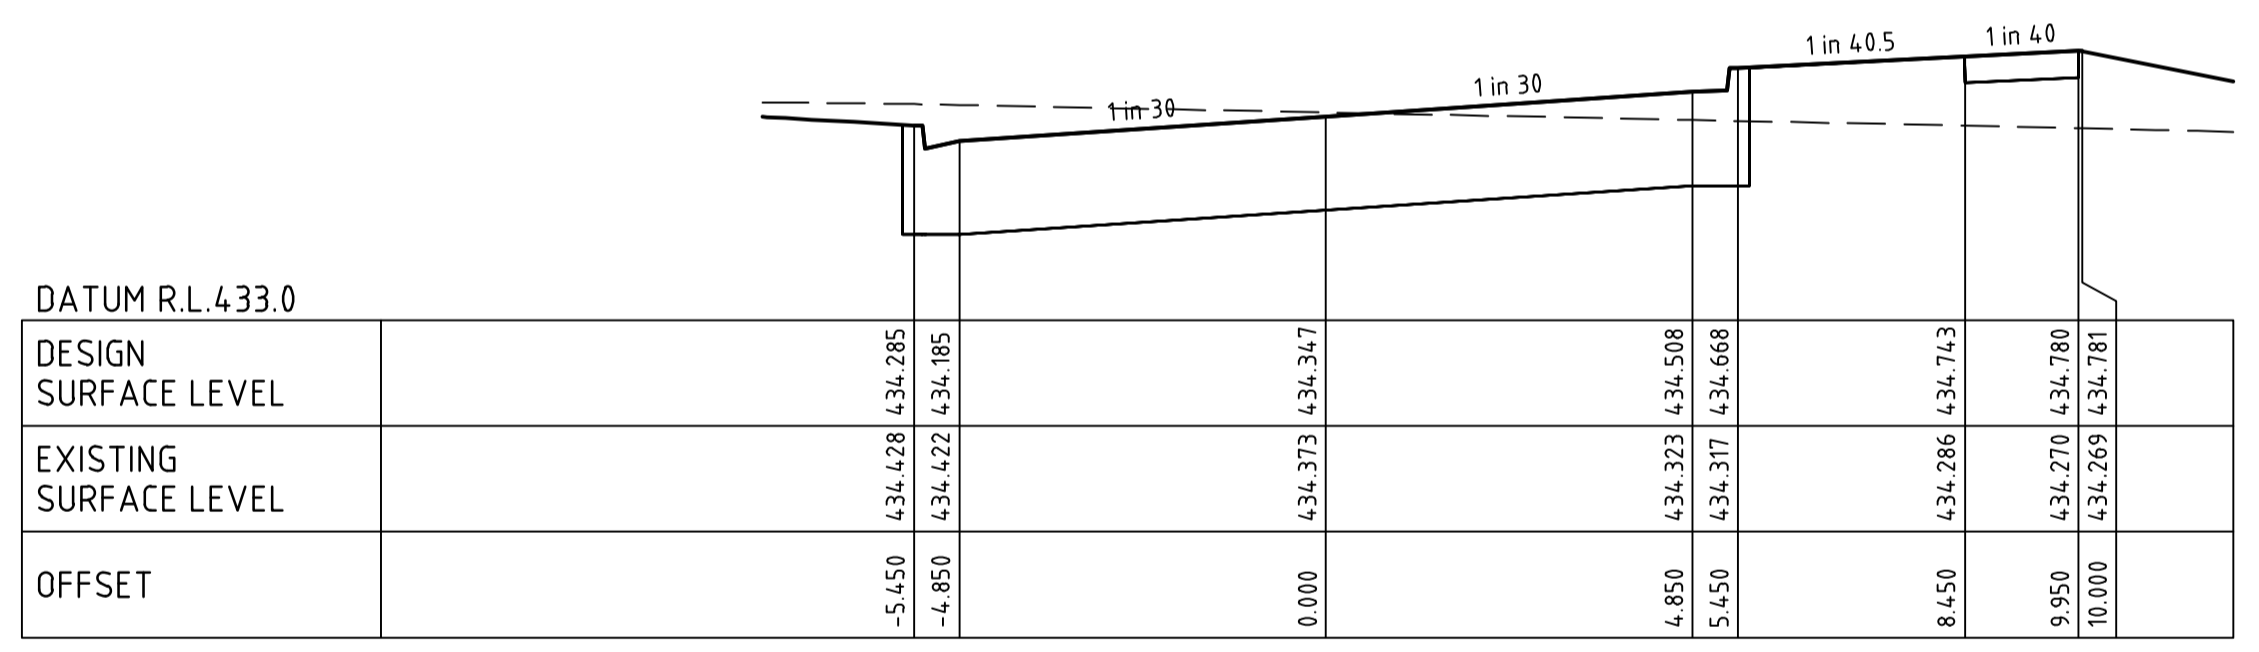 1 in 30
1 in 30
1 in 40.5
1 in 40
DATUM R.L.433.0
DESIGN
SURFACE LEVEL
434.285
434.185
434.347
434.508
434.668
434.743
434.780
434.781
EXISTING
SURFACE LEVEL
434.428
434.422
434.373
434.323
434.317
434.286
434.270
434.269
OFFSET
-5.450
-4.850
0.000
4.850
5.450
8.450
9.950
10.000